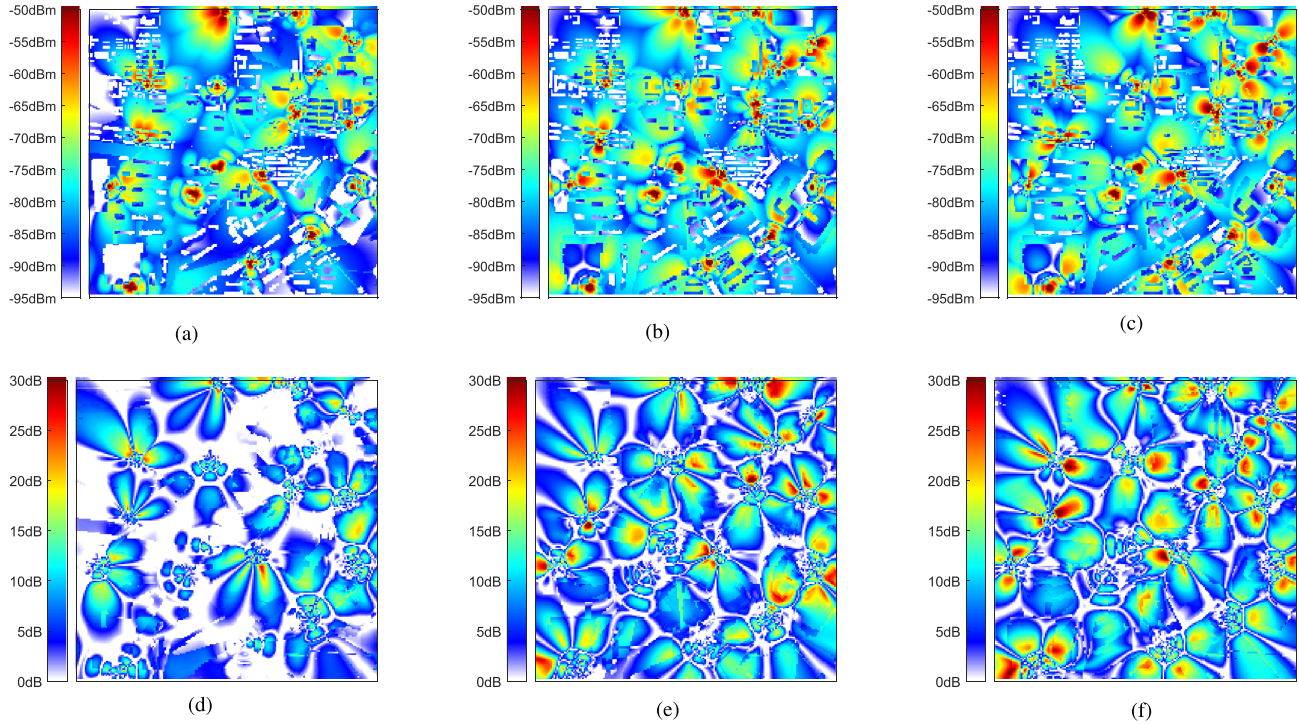 -50dBm
-55dBm
-60dBm
-65dBm
-70dBm
-75dBm
-80dBm
-85dBm
-90dBm
-95dBm
(a)
-50dBm
-55dBm
-60dBm
-65dBm
-70dBm
-75dBm
-80dBm
-85dBm
-90dBm
-95dBm
(b)
-50dBm
-55dBm
-60dBm
-65dBm
-70dBm
-75dBm
-80dBm
-85dBm
-90dBm
-95dBm
(c)
30dB
25dB
20dB
15dB
10dB
5dB
0dB
(d)
30dB
25dB
20dB
15dB
10dB
5dB
0dB
(e)
30dB
25dB
20dB
15dB
10dB
5dB
0dB
(f)